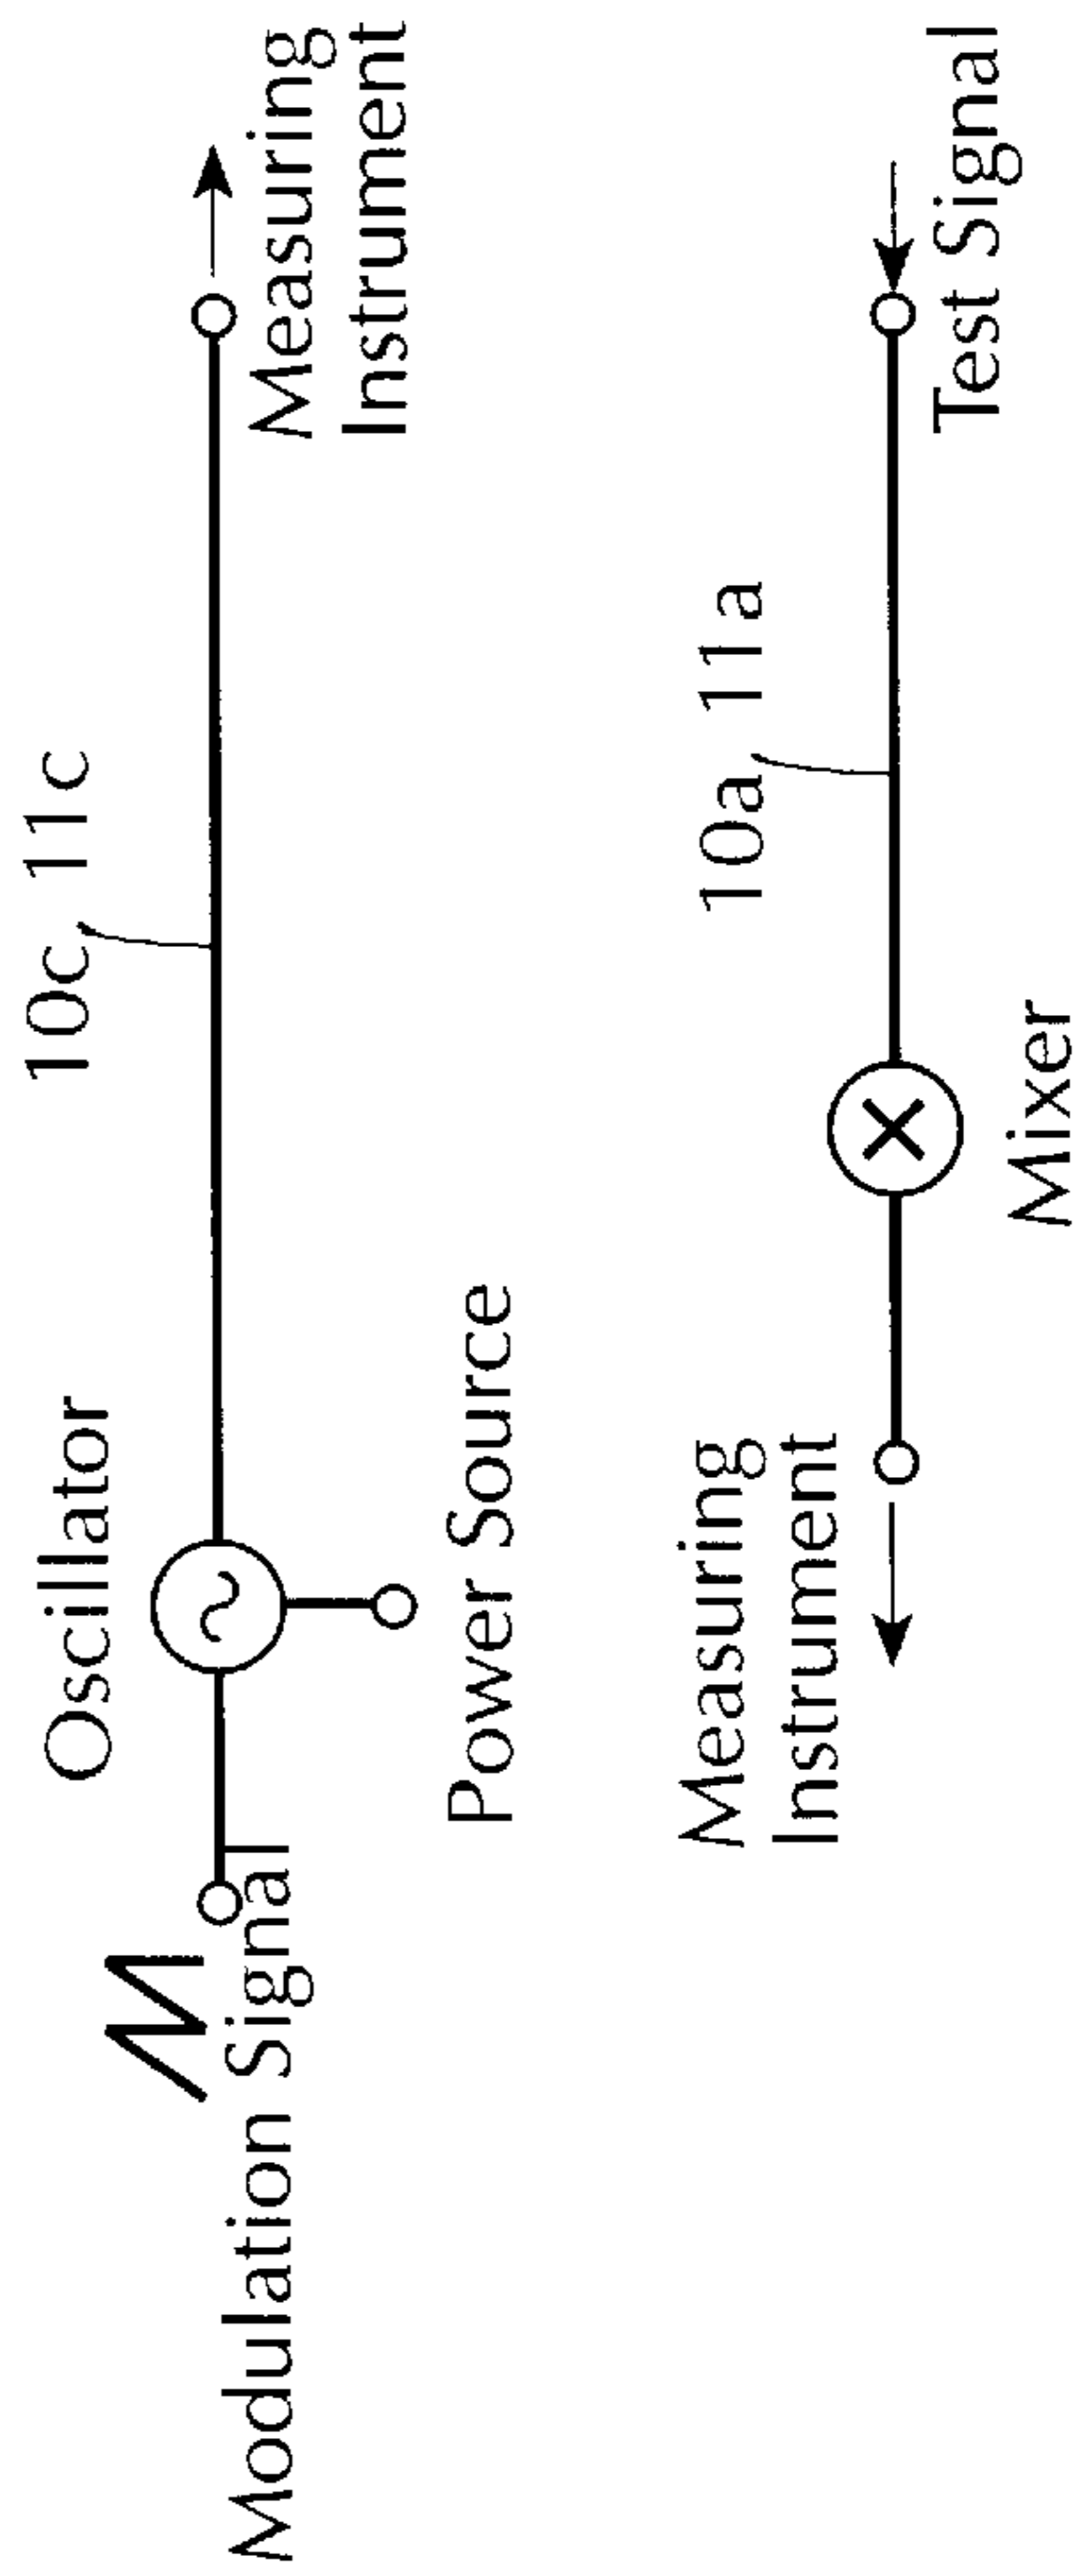 10c, 11c
Oscillator
Modulation Signal
Power Source
Measuring
Instrument
10a, 11a
Measuring
Instrument
Mixer
Test Signal